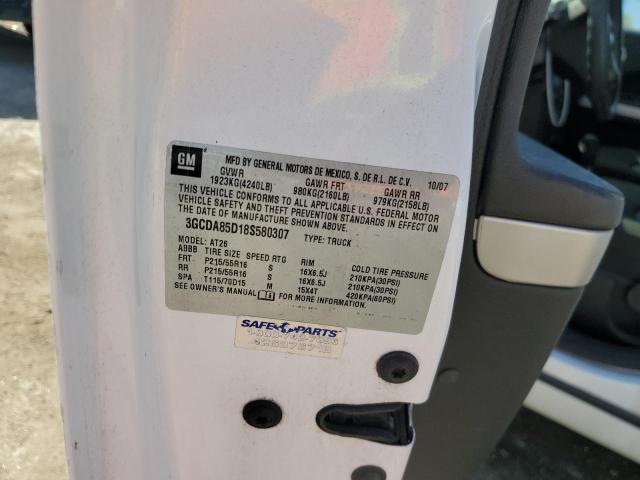 GM
MFD BY GENERAL MOTORS DE MEXICO, S. DE R.L. DE C.V. 10/07
GVWR GAWR FRT GAWR RR
1923KG(4240LB) 980KG(2160LB) 979KG(2158LB)
THIS VEHICLE CONFORMS TO ALL APPLICABLE U.S. FEDERAL MOTOR
VEHICLE SAFETY AND THEFT PREVENTION STANDARDS IN EFFECT ON
THE DATE OF MANUFACTURE SHOWN ABOVE.
3GCDA85D18S580307 TYPE: TRUCK
MODEL: AT26
ABBB TIRE SIZE SPEED RTG RIM COLD TIRE PRESSURE
FRT P215/55R16 S 16X6.5J 210KPA(30PSI)
RR P215/55R16 S 16X6.5J 210KPA(30PSI)
SPA T115/70D15 M 15X4T 420KPA(60PSI)
SEE OWNER'S MANUAL FOR MORE INFORMATION.
SAFE PARTS